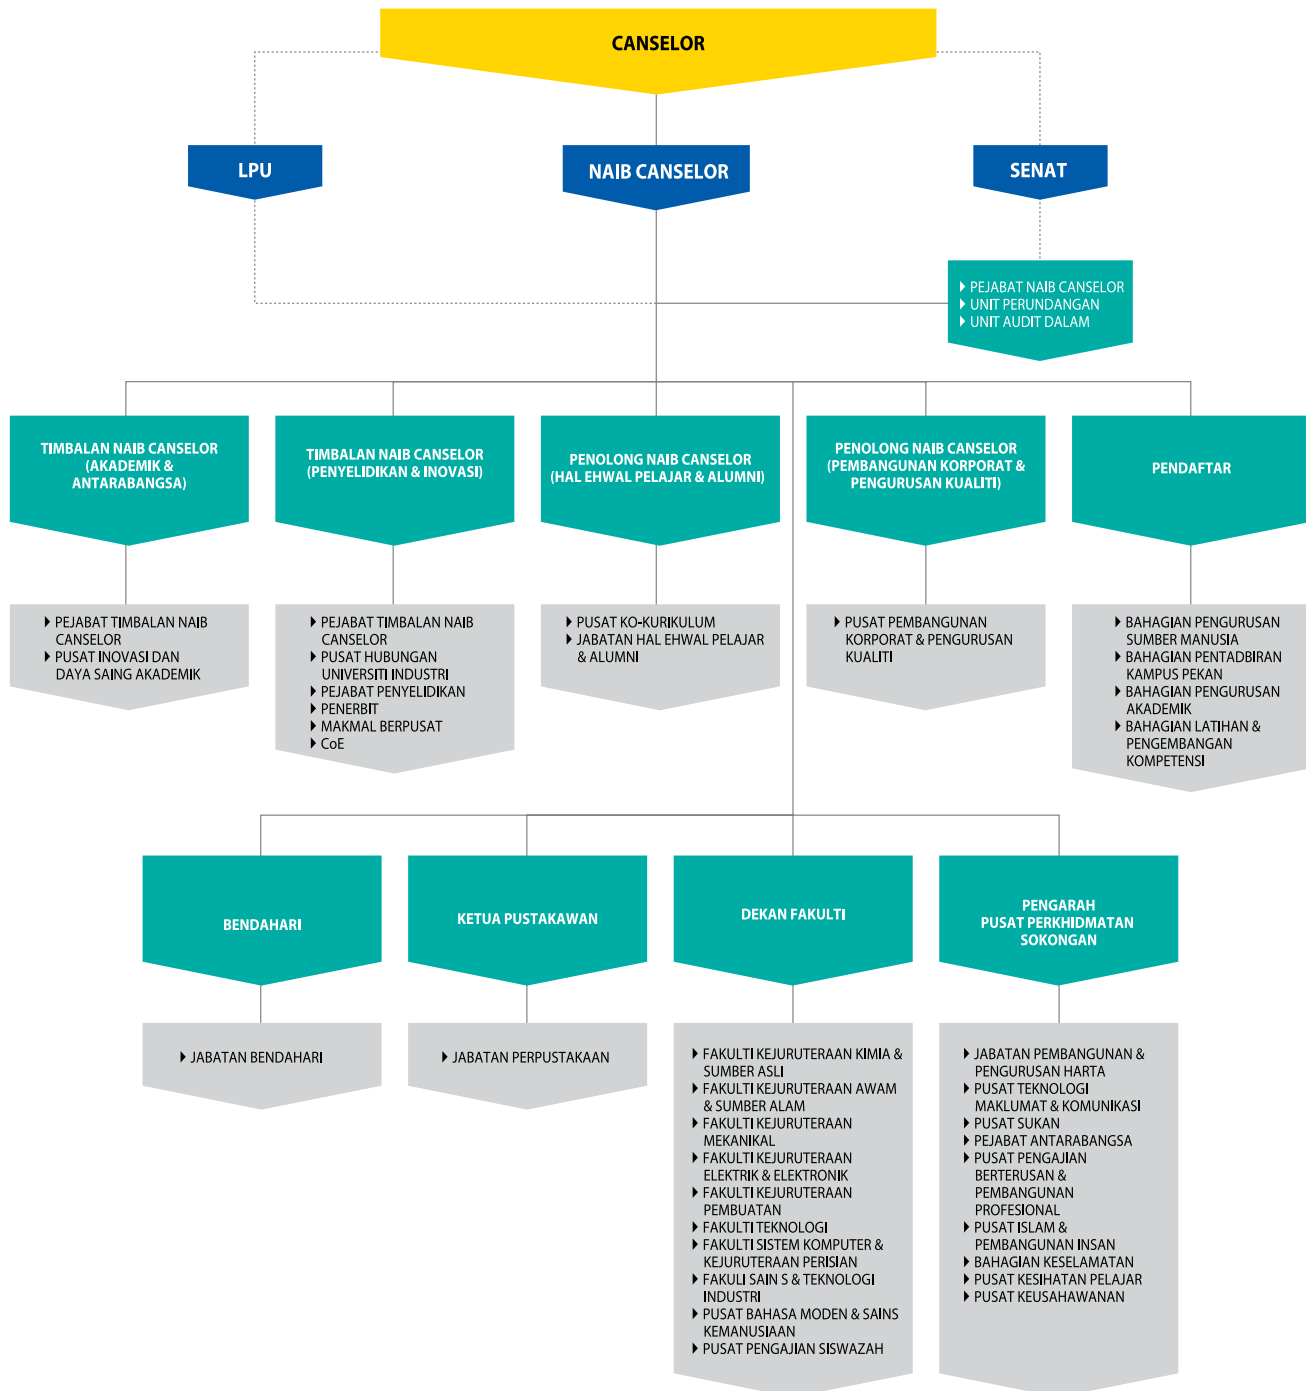 CANSELOR
LPU
NAIB CANSELOR
SENAT
PEJABAT NAIB CANSELOR
UNIT PERUNDANGAN
UNIT AUDIT DALAM
TIMBALAN NAIB CANSELOR
(AKADEMIK &
ANTARABANGSA)
TIMBALAN NAIB CANSELOR
(PENYELIDIKAN & INOVASI)
PENOLONG NAIB CANSELOR
(HAL EHWAL PELAJAR & ALUMNI)
PENOLONG NAIB CANSELOR
(PEMBANGUNAN KORPORAT &
PENGURUSAN KUALITI)
PENDAFTAR
PEJABAT TIMBALAN NAIB
CANSELOR
PUSAT INOVASI DAN
DAYA SAING AKADEMIK
PEJABAT TIMBALAN NAIB
CANSELOR
PUSAT HUBUNGAN
UNIVERSITI INDUSTRI
PEJABAT PENYELIDIKAN
PENERBIT
MAKMAL BERPUSAT
CoE
PUSAT KO-KURIKULUM
JABATAN HAL EHWAL PELAJAR
& ALUMNI
PUSAT PEMBANGUNAN
KORPORAT & PENGURUSAN
KUALITI
BAHAGIAN PENGURUSAN
SUMBER MANUSIA
BAHAGIAN PENTADBIRAN
KAMPUS PEKAN
BAHAGIAN PENGURUSAN
AKADEMIK
BAHAGIAN LATIHAN &
PENGEMBANGAN
KOMPETENSI
BENDAHARI
KETUA PUSTAKAWAN
DEKAN FAKULTI
PENGARAH
PUSAT PERKHIDMATAN
SOKONGAN
JABATAN BENDAHARI
JABATAN PERPUSTAKAAN
FAKULTI KEJURUTERAAN KIMIA &
SUMBER ASLI
FAKULTI KEJURUTERAAN AWAM
& SUMBER ALAM
FAKULTI KEJURUTERAAN
MEKANIKAL
FAKULTI KEJURUTERAAN
ELEKTRIK & ELEKTRONIK
FAKULTI KEJURUTERAAN
PEMBUATAN
FAKULTI TEKNOLOGI
FAKULTI SISTEM KOMPUTER &
KEJURUTERAAN PERISIAN
FAKULI SAIN S & TEKNOLOGI
INDUSTRI
PUSAT BAHASA MODEN & SAINS
KEMANUSIAAN
PUSAT PENGAJIAN SISWAZAH
JABATAN PEMBANGUNAN &
PENGURUSAN HARTA
PUSAT TEKNOLOGI
MAKLUMAT & KOMUNIKASI
PUSAT SUKAN
PEJABAT ANTARABANGSA
PUSAT PENGAJIAN
BERTERUSAN &
PEMBANGUNAN
PROFESIONAL
PUSAT ISLAM &
PEMBANGUNAN INSAN
BAHAGIAN KESELAMATAN
PUSAT KESIHATAN PELAJAR
PUSAT KEUSAHAWANAN